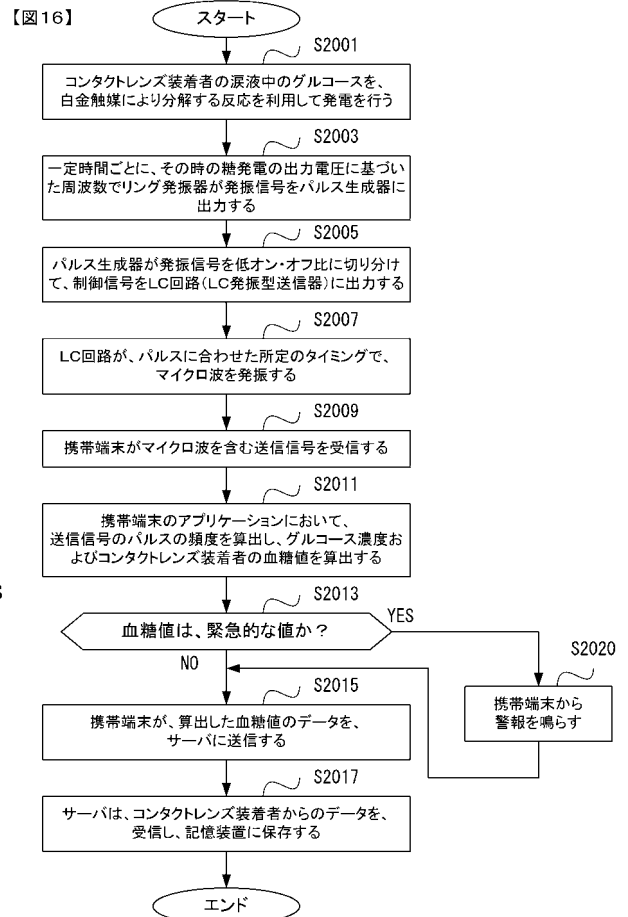 【図16】
スタート
S2001
コンタクトレンズ装着者の涙液中のグルコースを、
白金触媒により分解する反応を利用して発電を行う
S2003
一定時間ごとに、その時の糖発電の出力電圧に基づい
た周波数でリング発振器が発振信号をパルス生成器に
出力する
S2005
パルス生成器が発振信号を低オン・オフ比に切り分け
て、制御信号をLC回路(LC発振型送信器)に出力する
S2007
LC回路が、パルスに合わせた所定のタイミングで、
マイクロ波を発振する
S2009
携帯端末がマイクロ波を含む送信信号を受信する
S2011
携帯端末のアプリケーションにおいて、
送信信号のパルスの頻度を算出し、グルコース濃度お
よびコンタクトレンズ装着者の血糖値を算出する
S
S2013
血糖値は、緊急的な値か?
YES
NO
S2020
携帯端末から
警報を鳴らす
S2015
携帯端末が、算出した血糖値のデータを、
サーバに送信する
S2017
サーバは、コンタクトレンズ装着者からのデータを、
受信し、記憶装置に保存する
エンド